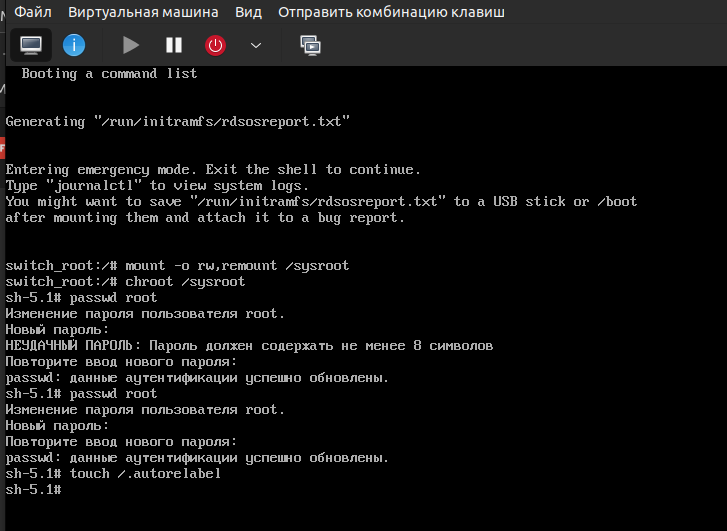 Файл Виртуальная машина Вид Отправить комбинацию клавиш
Booting a command list
Generating "/run/initramfs/rdsosreport.txt"
Entering emergency mode. Exit the shell to continue.
Type "journalctl" to view system logs.
You might want to save "/run/initramfs/rdsosreport.txt" to a USB stick or /boot
after mounting them and attach it to a bug report.
switch_root:/# mount -o rw,remount /sysroot
switch_root:/# chroot /sysroot
sh-5.1# passwd root
Изменение пароля пользователя root.
Новый пароль:
НЕУДАЧНЫЙ ПАРОЛЬ: Пароль должен содержать не менее 8 символов
Повторите ввод нового пароля:
passwd: данные аутентификации успешно обновлены.
sh-5.1# passwd root
Изменение пароля пользователя root.
Новый пароль:
Повторите ввод нового пароля:
passwd: данные аутентификации успешно обновлены.
sh-5.1# touch /.autorelabel
sh-5.1#